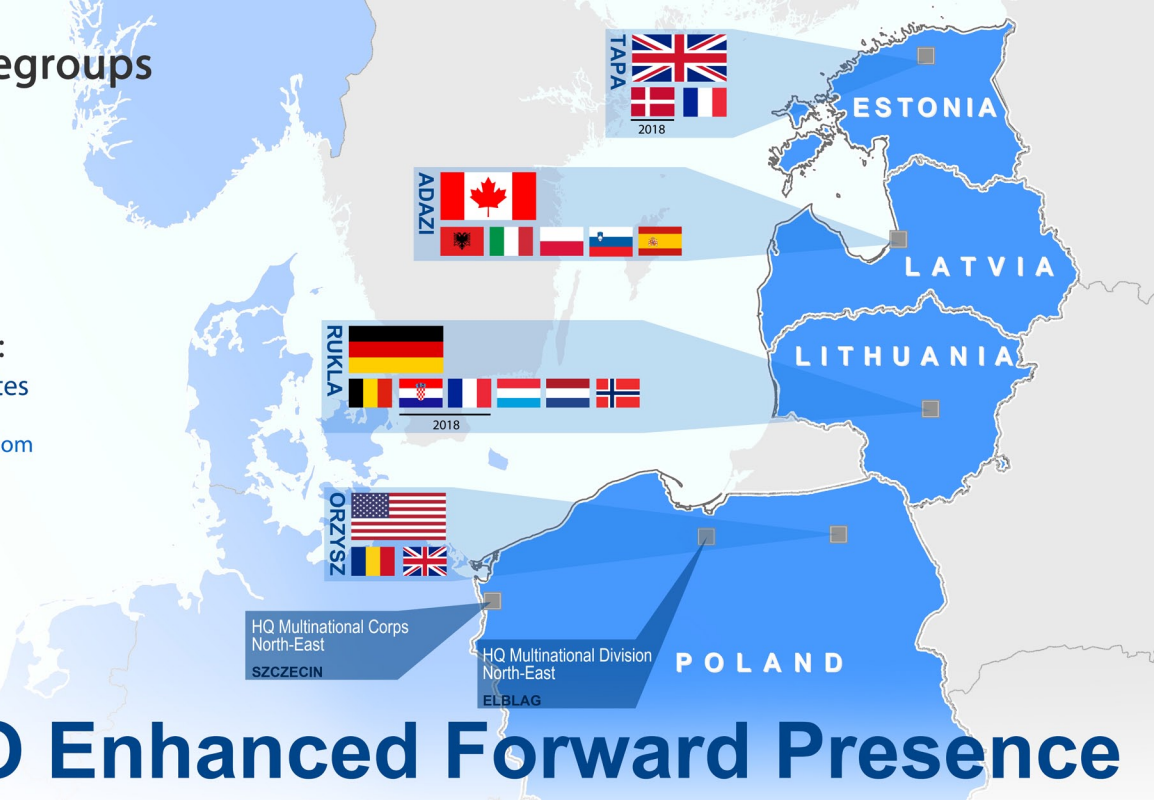 egroups
:
tes
om
TAPA
2018
ESTONIA
ADAZI
LATVIA
RUKLA
2018
LITHUANIA
ORZYSZ
HQ Multinational Corps
North-East
SZCZECIN
HQ Multinational Division
North-East
ELBLAG
POLAND
Enhanced Forward Presence